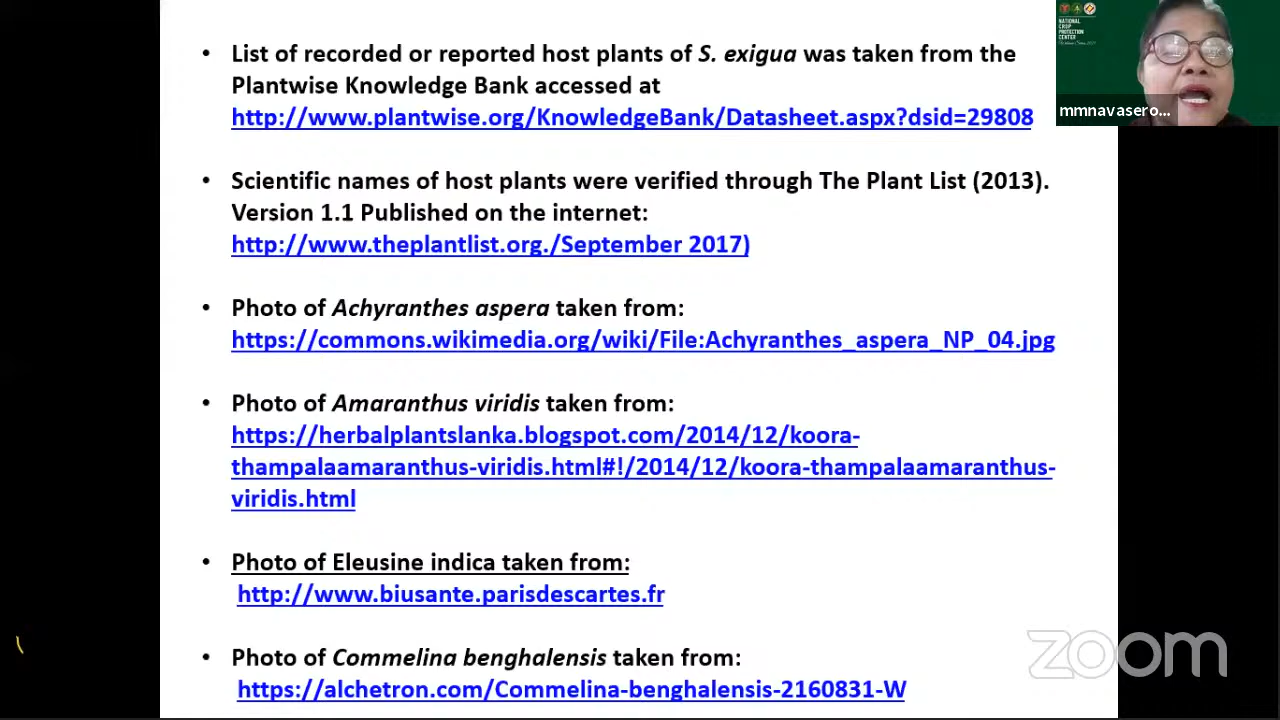 • List of recorded or reported host plants of S. exigua was taken from the
Plantwise Knowledge Bank accessed at
http://www.plantwise.org/KnowledgeBank/Datasheet.aspx?dsid=29808
• Scientific names of host plants were verified through The Plant List (2013).
Version 1.1 Published on the internet:
http://www.theplantlist.org./September 2017)
• Photo of Achyranthes aspera taken from:
https://commons.wikimedia.org/wiki/File:Achyranthes_aspera_NP_04.jpg
• Photo of Amaranthus viridis taken from:
https://herbalplantslanka.blogspot.com/2014/12/koora-
thampalaamaranthus-viridis.html#!/2014/12/koora-thampalaamaranthus-
viridis.html
• Photo of Eleusine indica taken from:
http://www.biusante.parisdescartes.fr
• Photo of Commelina benghalensis taken from:
https://alchetron.com/Commelina-benghalensis-2160831-W
NATIONAL
CROP
PROTECTION
CENTER
mmnavasero...
zoom